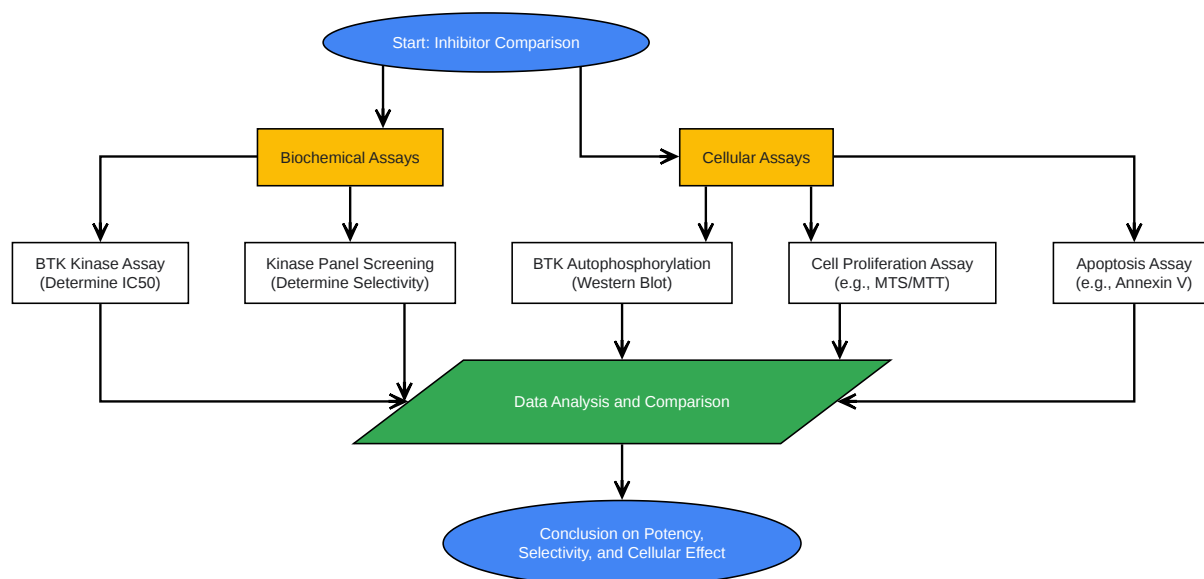 Start: Inhibitor Comparison
Biochemical Assays
Cellular Assays
BTK Kinase Assay
(Determine IC50)
Kinase Panel Screening
(Determine Selectivity)
BTK Autophosphorylation
(Western Blot)
Cell Proliferation Assay
(e.g., MTS/MTT)
Apoptosis Assay
(e.g., Annexin V)
Data Analysis and Comparison
Conclusion on Potency,
Selectivity, and Cellular Effect